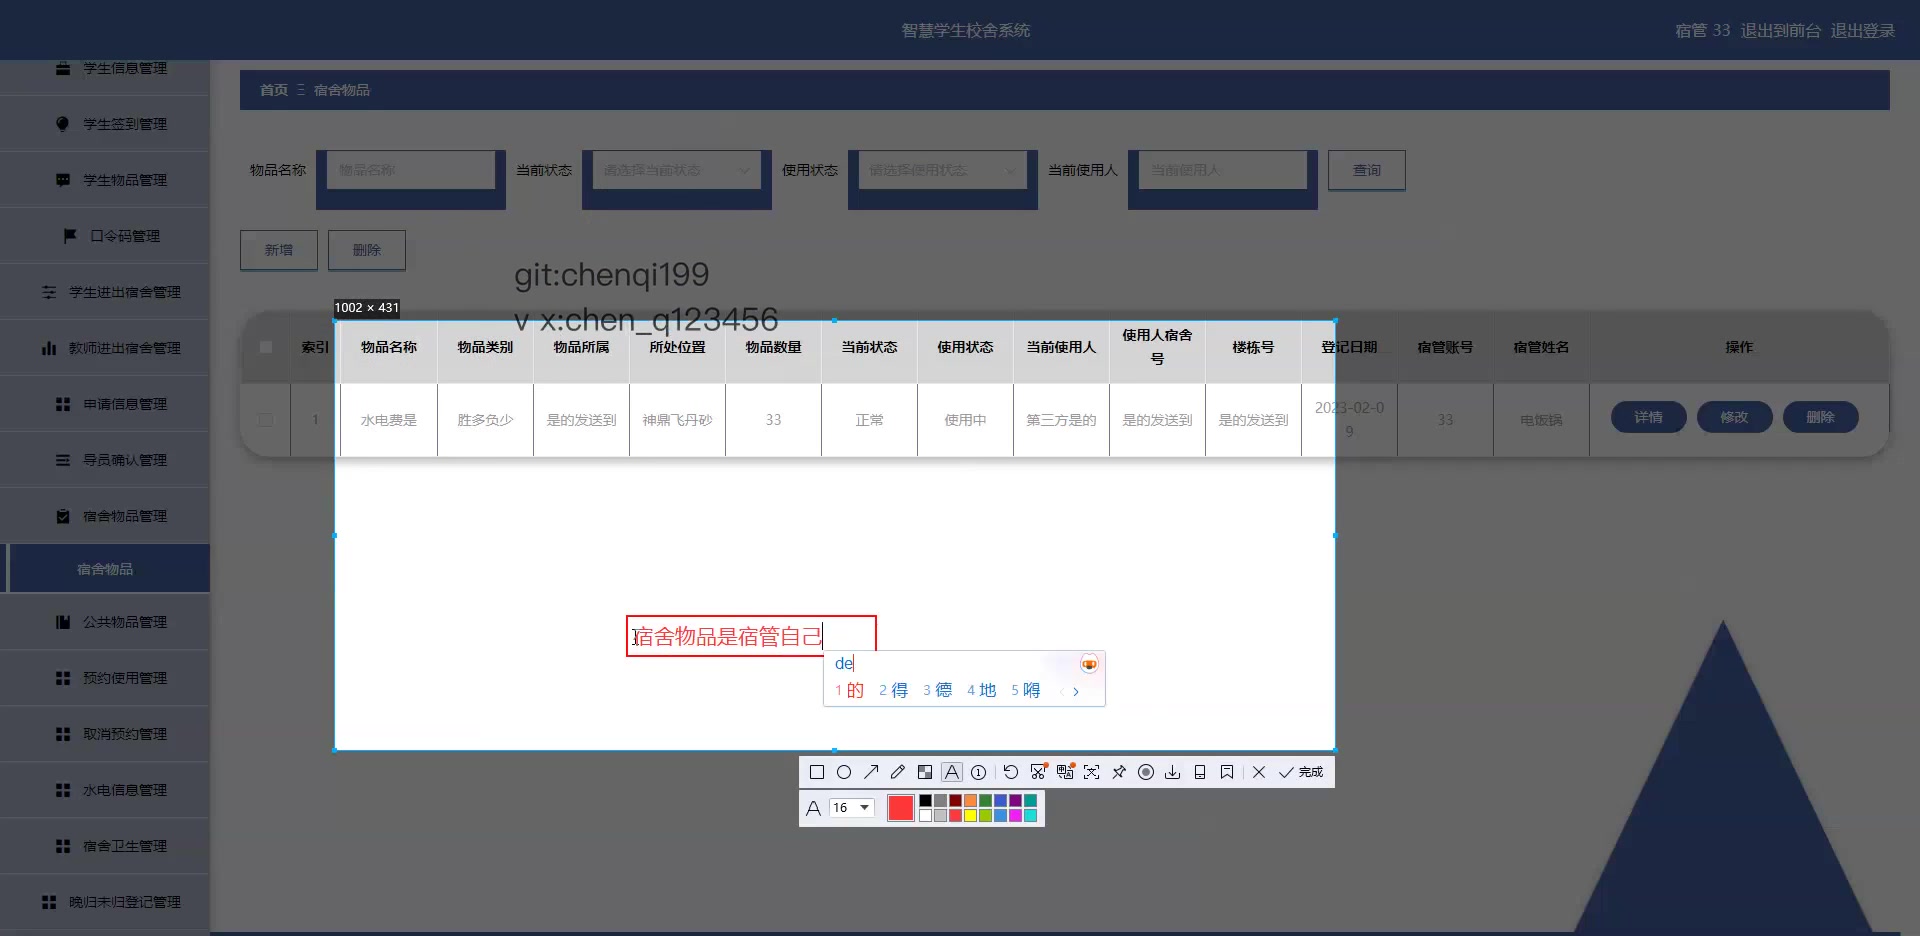 智慧学生校舍系统
宿管 33 退出到前台 退出登录
学生信息管理
学生签到管理
学生物品管理
口令码管理
学生进出宿舍管理
教师进出宿舍管理
申请信息管理
导员确认管理
宿舍物品管理
宿舍物品
公共物品管理
预约使用管理
取消预约管理
水电信息管理
宿舍卫生管理
晚归未归登记管理
首页 宿舍物品
物品名称 物品名称 当前状态 请选择当前状态 使用状态 请选择使用状态 当前使用人 当前使用人 查询
新增 删除
git:chenqi199
v x:chen_q123456
1002 × 431
索引 物品名称 物品类别 物品所属 所处位置 物品数量 当前状态 使用状态 当前使用人 使用人宿舍号 楼栋号 登记日期 宿管账号 宿管姓名 操作
1 水电费是 胜多负少 是的发送到 神鼎飞丹砂 33 正常 使用中 第三方是的 是的发送到 是的发送到 2023-02-09 33 电饭锅 详情 修改 删除
宿舍物品是宿管自己
de
1 的 2 得 3 德 4 地 5 嘚
完成
A 16